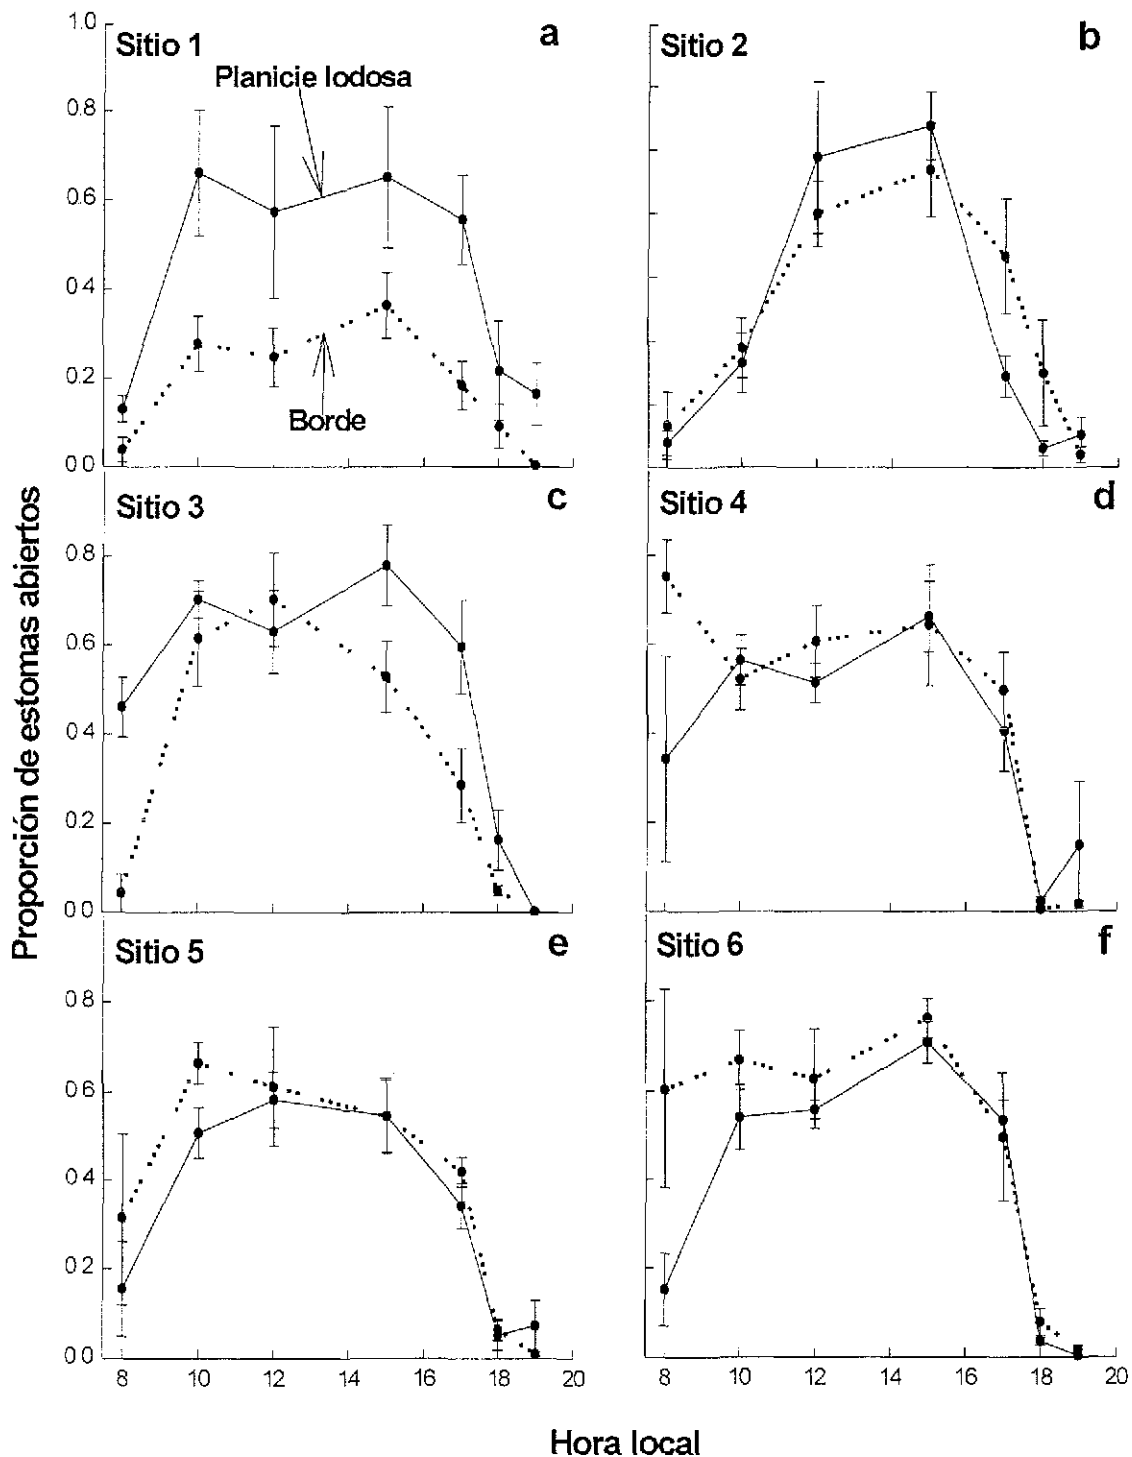 Sitio 1
a
Planicie lodosa
Borde
1.0
0.8
0.6
0.4
0.2
0.0
Sitio 2
b
Sitio 3
c
0.8
0.6
0.4
0.2
0.0
Sitio 4
d
Sitio 5
e
0.8
0.6
0.4
0.2
0.0
8 10 12 14 16 18 20
Sitio 6
f
8 10 12 14 16 18 20
Proporción de estomas abiertos
Hora local